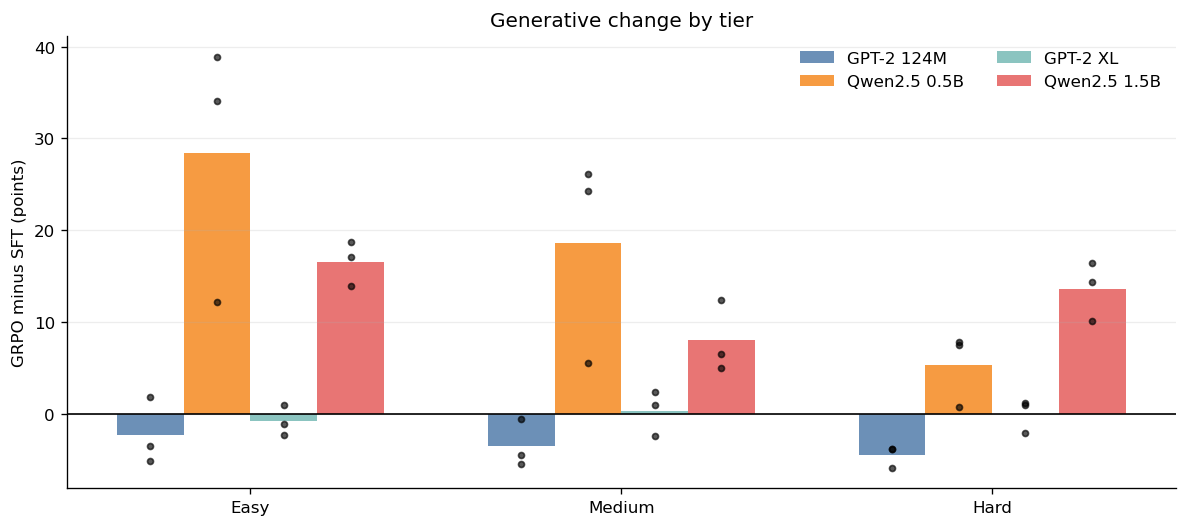 Generative change by tier
GPT-2 124M
Qwen2.5 0.5B
GPT-2 XL
Qwen2.5 1.5B
GRPO minus SFT (points)
40
30
20
10
0
Easy
Medium
Hard